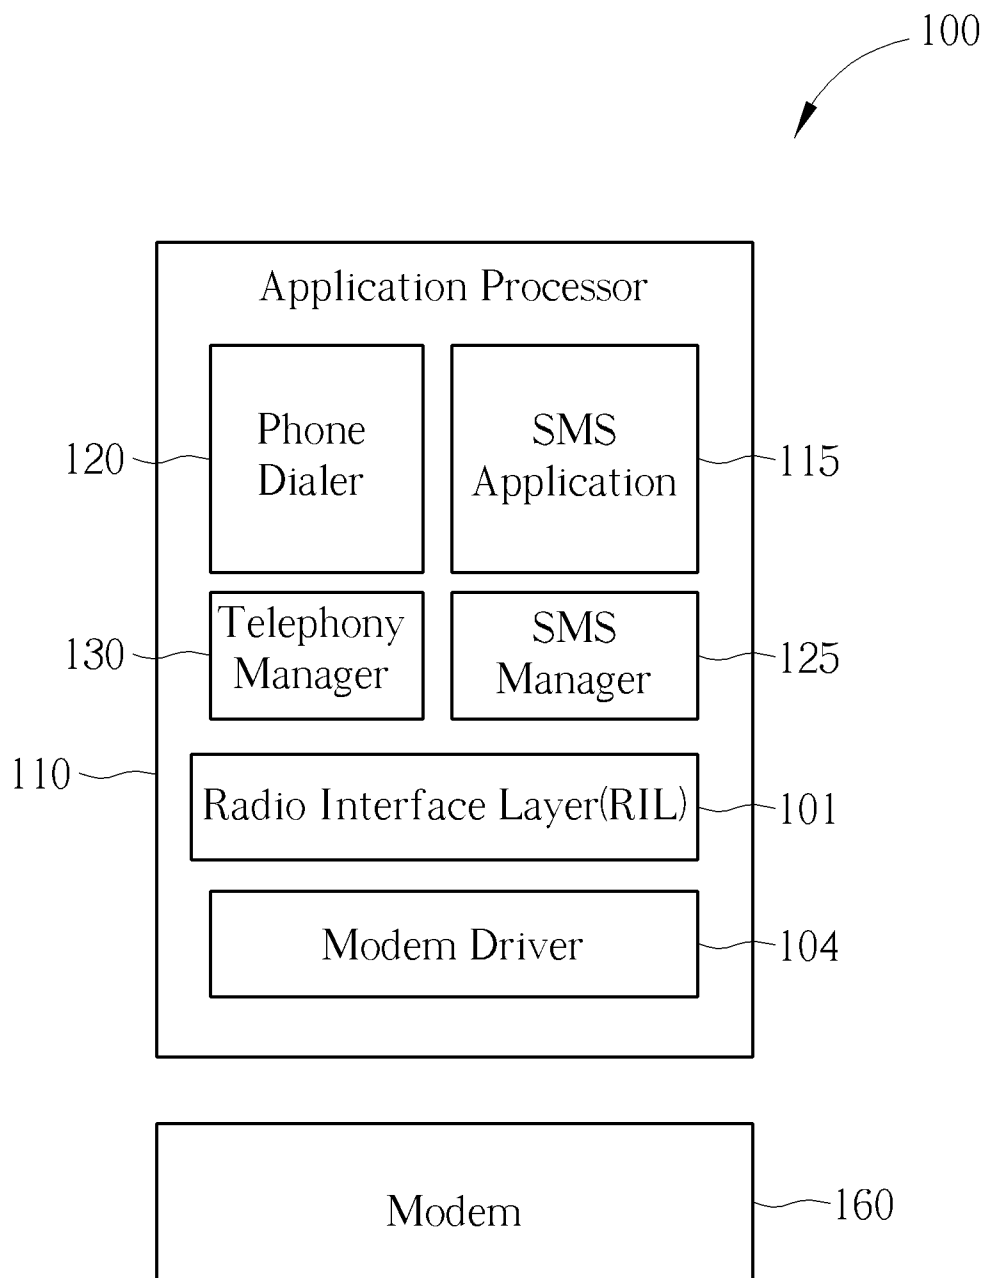 100
Application Processor
Phone
Dialer
SMS
Application
120
115
Telephony
Manager
SMS
Manager
130
125
110
Radio Interface Layer(RIL)
101
Modem Driver
104
Modem
160